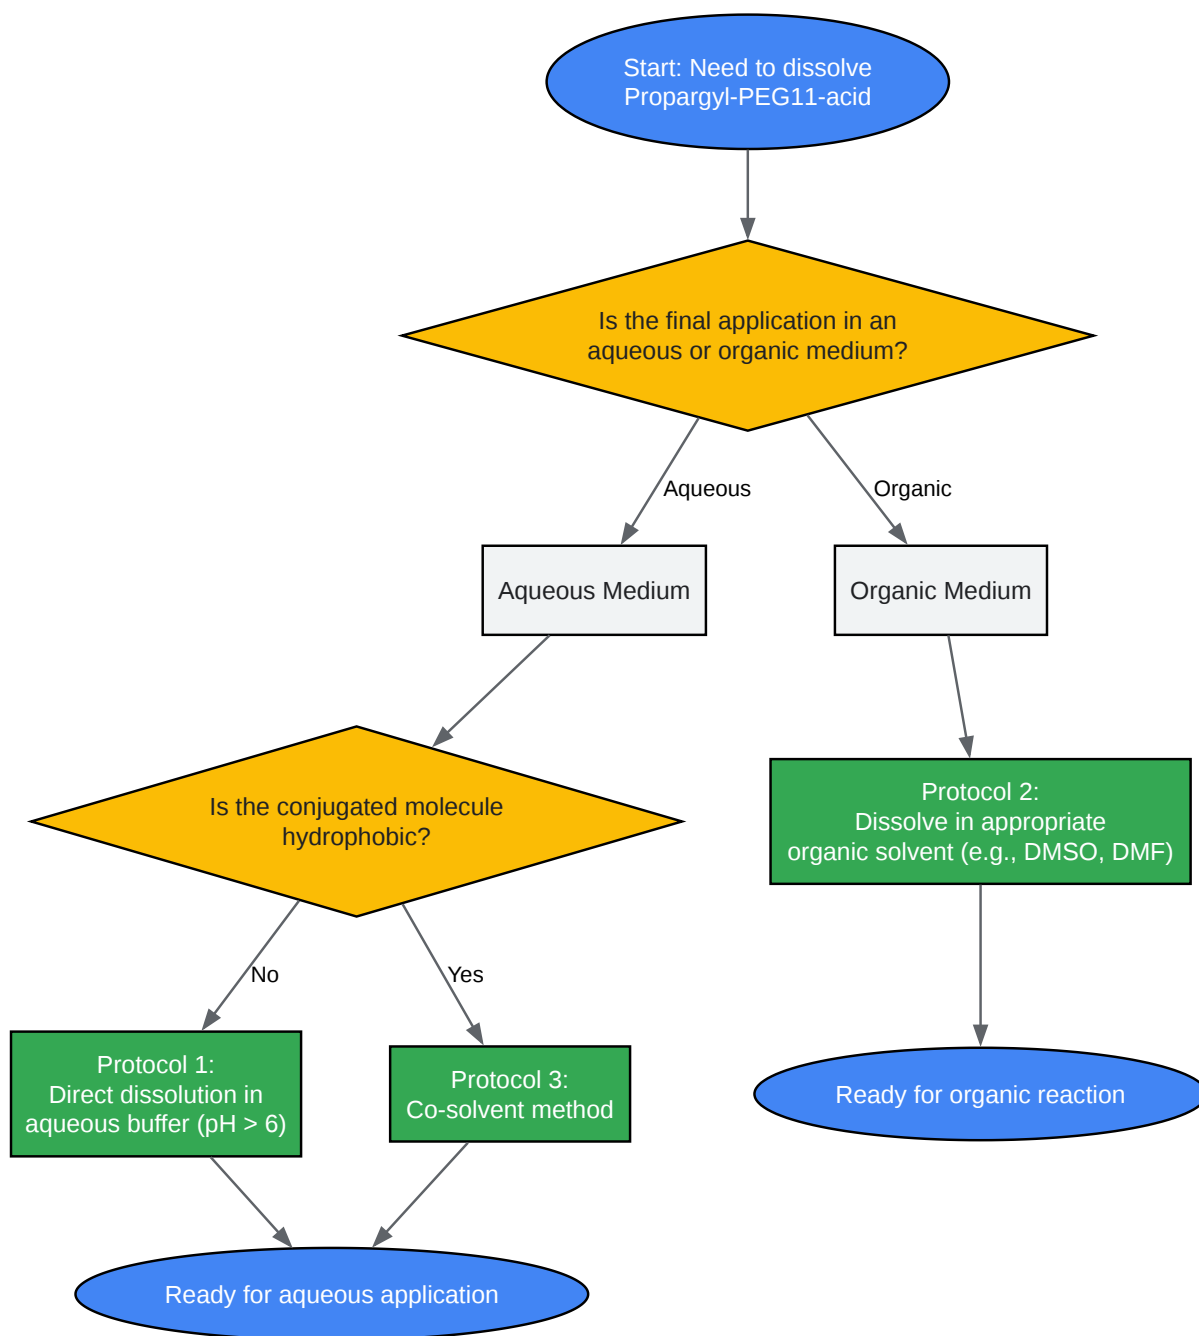 Start: Need to dissolve
Propargyl-PEG11-acid
Is the final application in an
aqueous or organic medium?
Aqueous
Organic
Aqueous Medium
Organic Medium
Is the conjugated molecule
hydrophobic?
Protocol 2:
Dissolve in appropriate
organic solvent (e.g., DMSO, DMF)
No
Yes
Protocol 1:
Direct dissolution in
aqueous buffer (pH > 6)
Protocol 3:
Co-solvent method
Ready for organic reaction
Ready for aqueous application